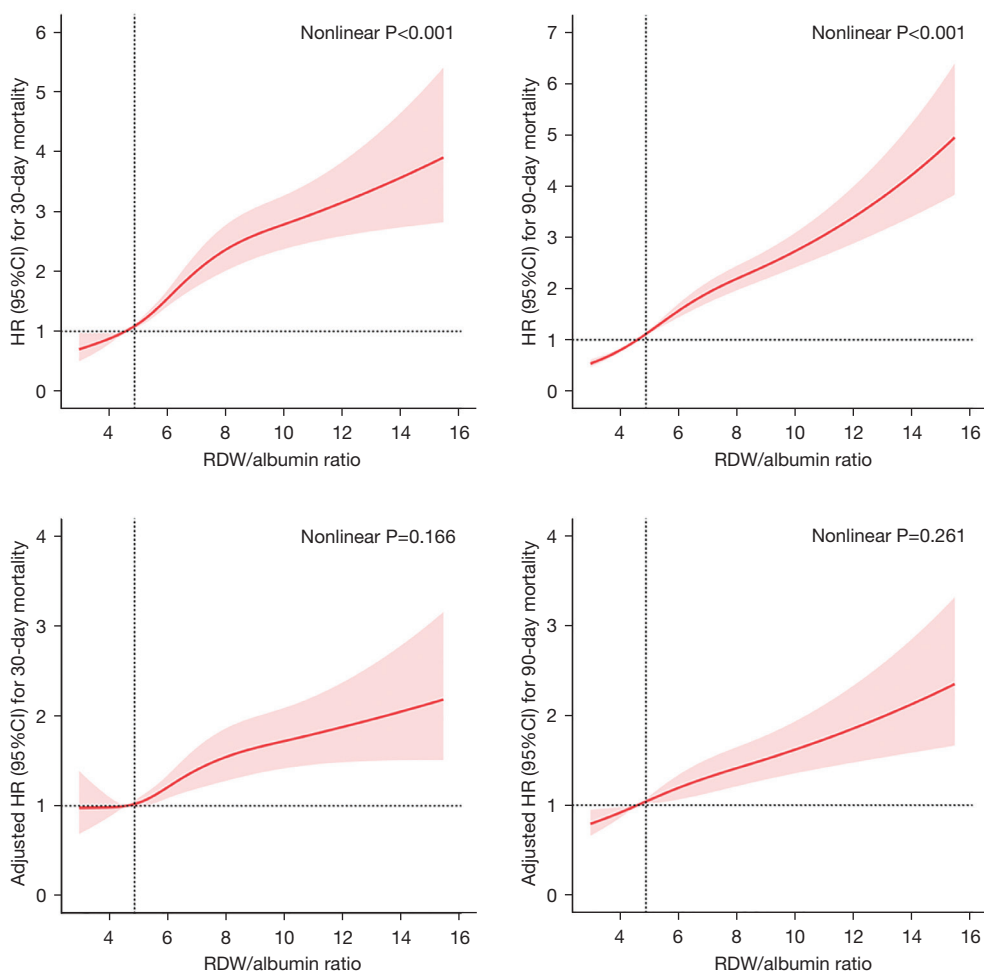 Nonlinear P<0.001
HR (95%CI) for 30-day mortality
6
5
4
3
2
1
0
4 6 8 10 12 14 16
RDW/albumin ratio
Nonlinear P<0.001
HR (95%CI) for 90-day mortality
7
6
5
4
3
2
1
0
4 6 8 10 12 14 16
RDW/albumin ratio
Nonlinear P=0.166
Adjusted HR (95%CI) for 30-day mortality
4
3
2
1
0
4 6 8 10 12 14 16
RDW/albumin ratio
Nonlinear P=0.261
Adjusted HR (95%CI) for 90-day mortality
4
3
2
1
0
4 6 8 10 12 14 16
RDW/albumin ratio